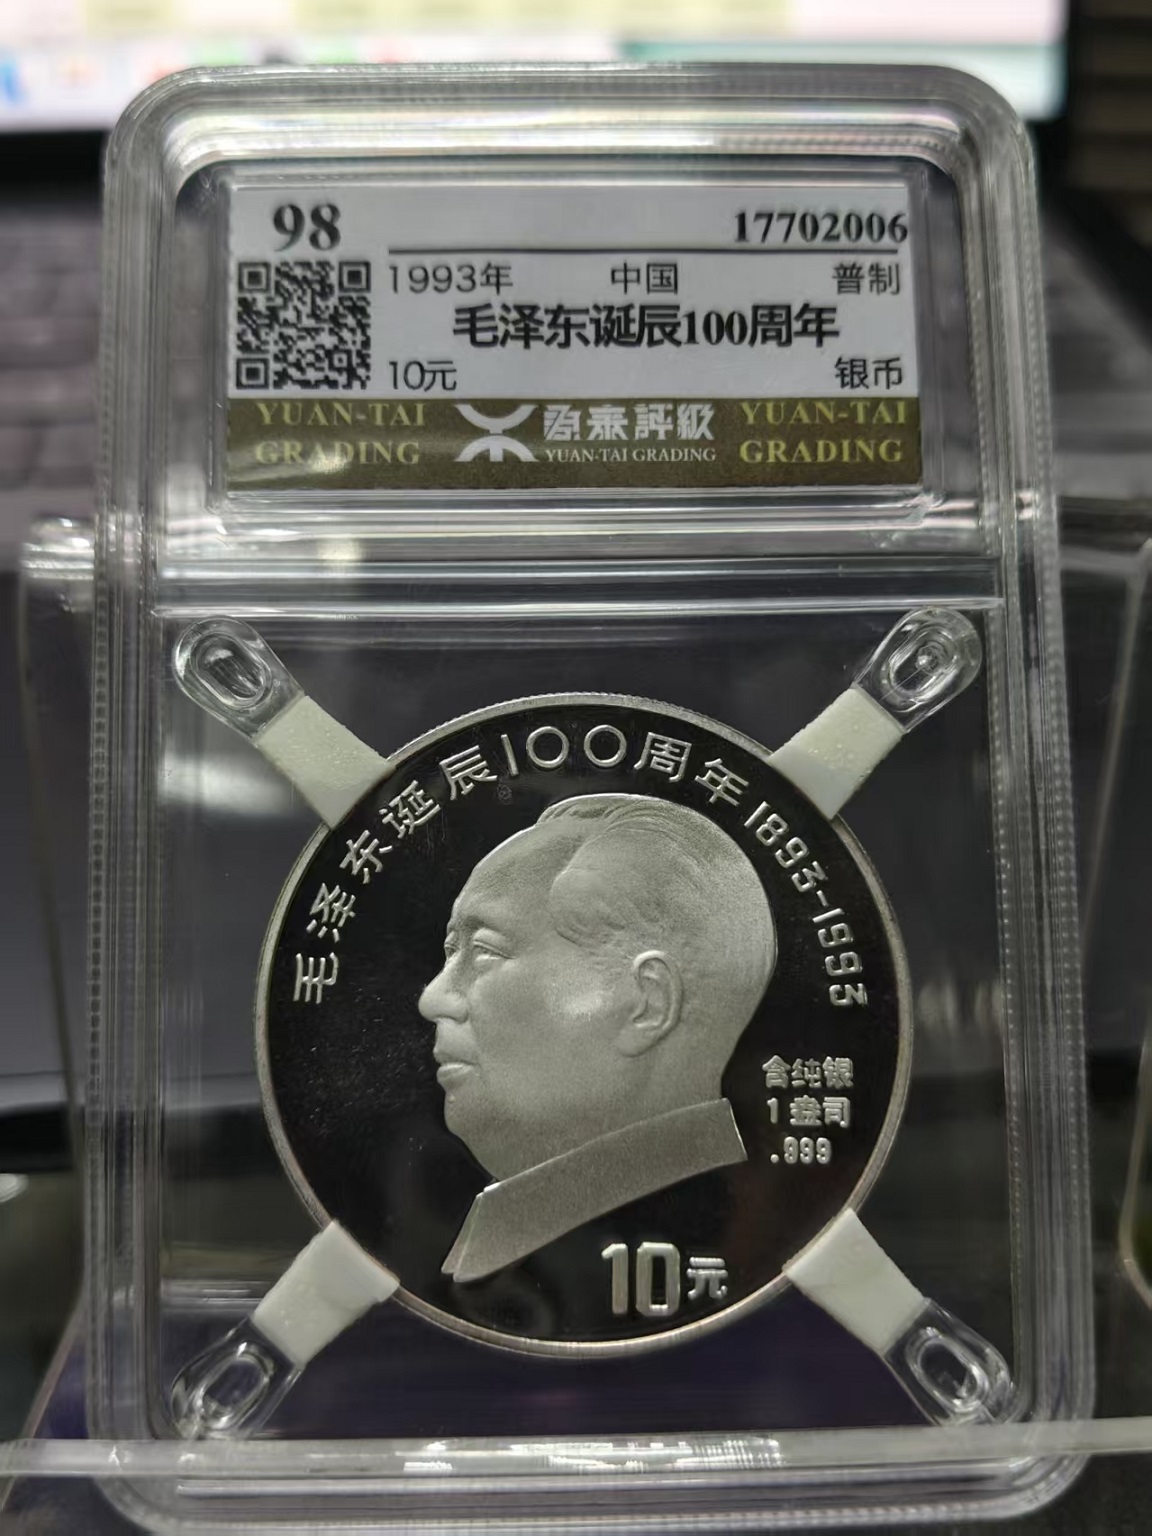 98
17702006
1993年 中国 普制
毛泽东诞辰100周年
10元 银币
YUAN-TAI GRADING
源泰評級
YUAN-TAI GRADING
YUAN-TAI GRADING
毛泽东诞辰100周年 1893-1993
含纯银
1盎司
.999
10元